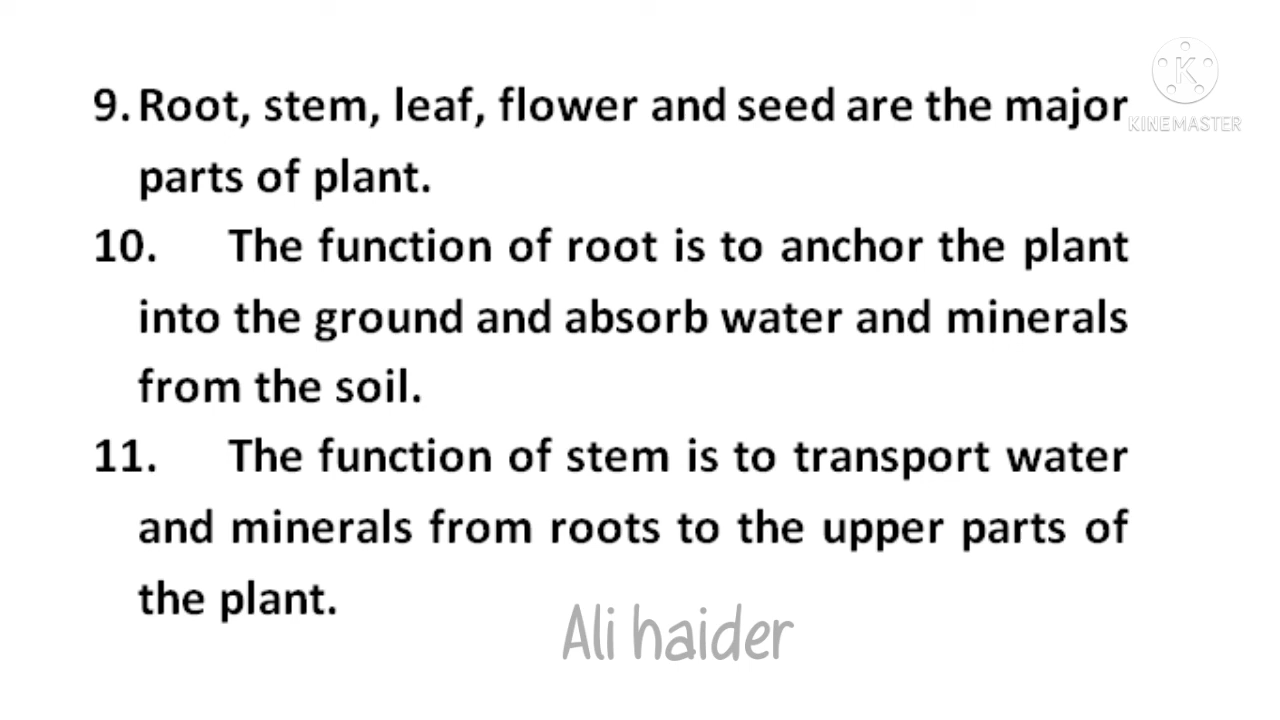 9. Root, stem, leaf, flower and seed are the major
parts of plant.
10. The function of root is to anchor the plant
into the ground and absorb water and minerals
from the soil.
11. The function of stem is to transport water
and minerals from roots to the upper parts of
the plant.
Ali haider
K
KINEMASTER